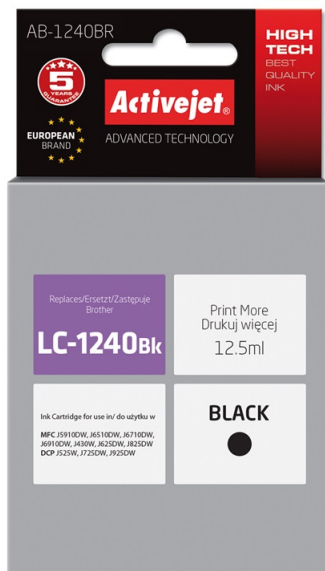 AB-1240BR
HIGH
TECH
BEST
QUALITY
INK
5
YEARS
GUARANTEE
Activejet®
EUROPEAN
BRAND
ADVANCED TECHNOLOGY
Replaces/Ersetzt/Zastępuje
Brother
LC-1240Bk
Print More
Drukuj więcej
12.5ml
Ink Cartridge for use in/ do użytku w
MFC J5910DW, J6510DW, J6710DW,
J6910DW, J430W, J625DW, J825DW
DCP J525W, J725DW, J925DW
BLACK